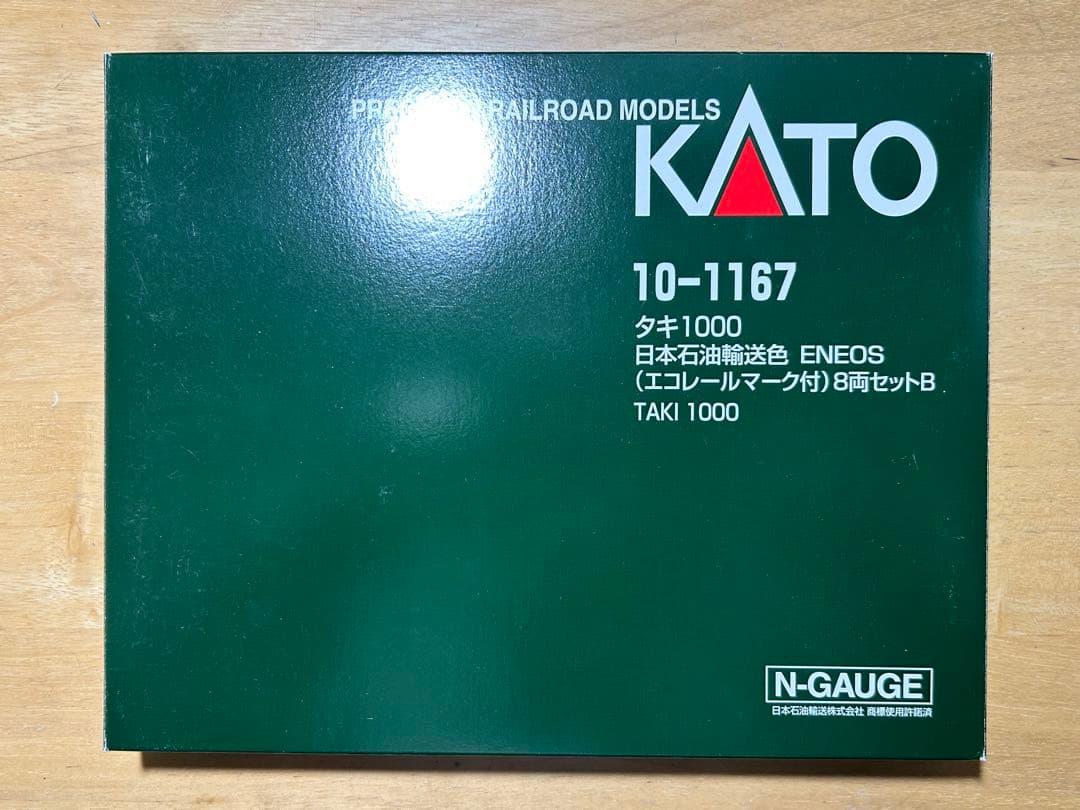 RAILROAD MODELS
KATO
10-1167
タキ1000
日本石油輸送色 ENEOS
(エコレールマーク付)8両セットB
TAKI 1000
N-GAUGE
日本石油輸送株式会社 商標使用許諾済